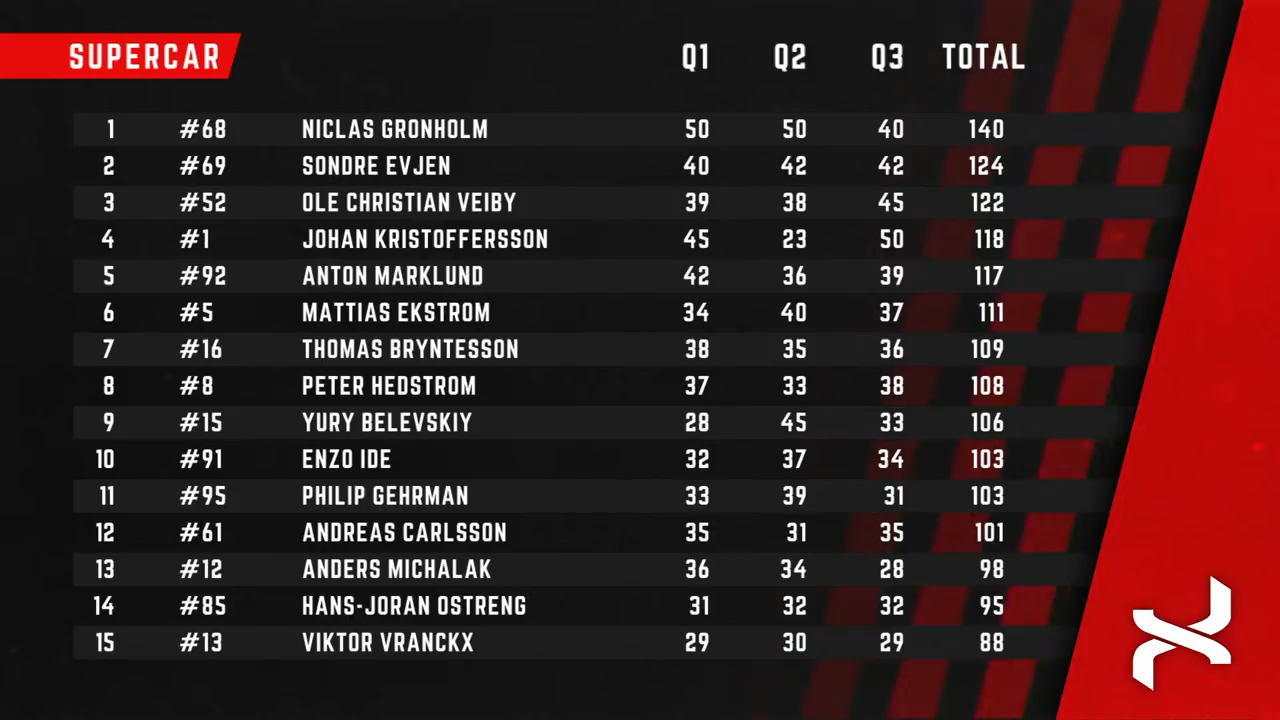 SUPERCAR Q1 Q2 Q3 TOTAL
1 #68 NICLAS GRONHOLM 50 50 40 140
2 #69 SONDRE EVJEN 40 42 42 124
3 #52 OLE CHRISTIAN VEIBY 39 38 45 122
4 #1 JOHAN KRISTOFFERSSON 45 23 50 118
5 #92 ANTON MARKLUND 42 36 39 117
6 #5 MATTIAS EKSTROM 34 40 37 111
7 #16 THOMAS BRYNTESSON 38 35 36 109
8 #8 PETER HEDSTROM 37 33 38 108
9 #15 YURY BELEVSKIY 28 45 33 106
10 #91 ENZO IDE 32 37 34 103
11 #95 PHILIP GEHRMAN 33 39 31 103
12 #61 ANDREAS CARLSSON 35 31 35 101
13 #12 ANDERS MICHALAK 36 34 28 98
14 #85 HANS-JORAN OSTRENG 31 32 32 95
15 #13 VIKTOR VRANCKX 29 30 29 88